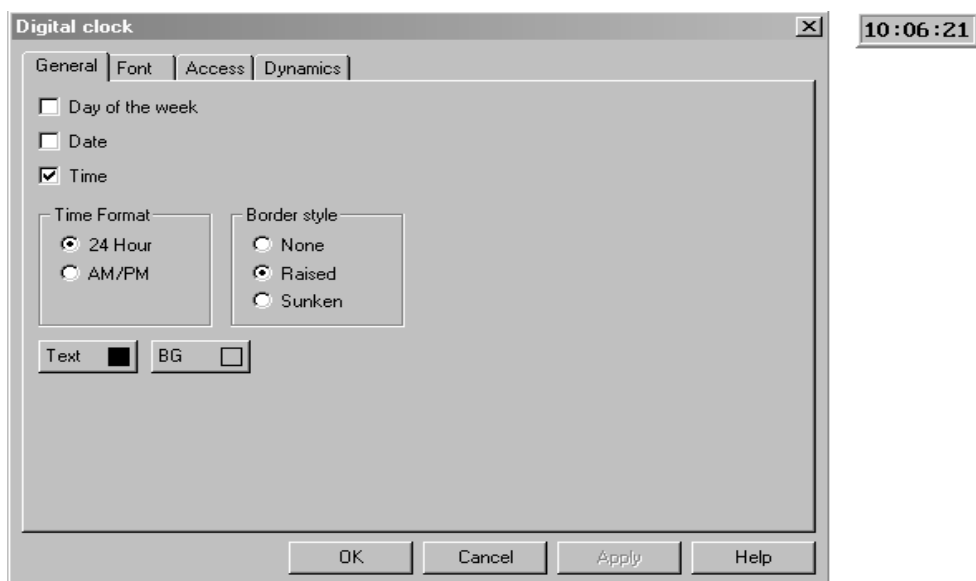 Digital clock
10:06:21
General Font Access Dynamics
Day of the week
Date
Time
Time Format Border style
24 Hour None
AM/PM Raised
Sunken
Text BG
OK Cancel Apply Help